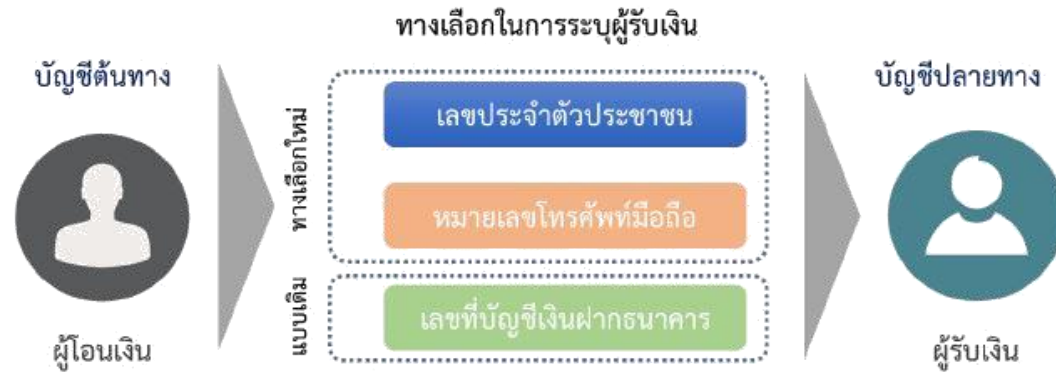 ทางเลือกในการระบุผู้รับเงิน
บัญชีต้นทาง
ผู้โอนเงิน
ทางเลือกใหม่
เลขประจำตัวประชาชน
หมายเลขโทรศัพท์มือถือ
แบบเดิม
เลขที่บัญชีเงินฝากธนาคาร
บัญชีปลายทาง
ผู้รับเงิน